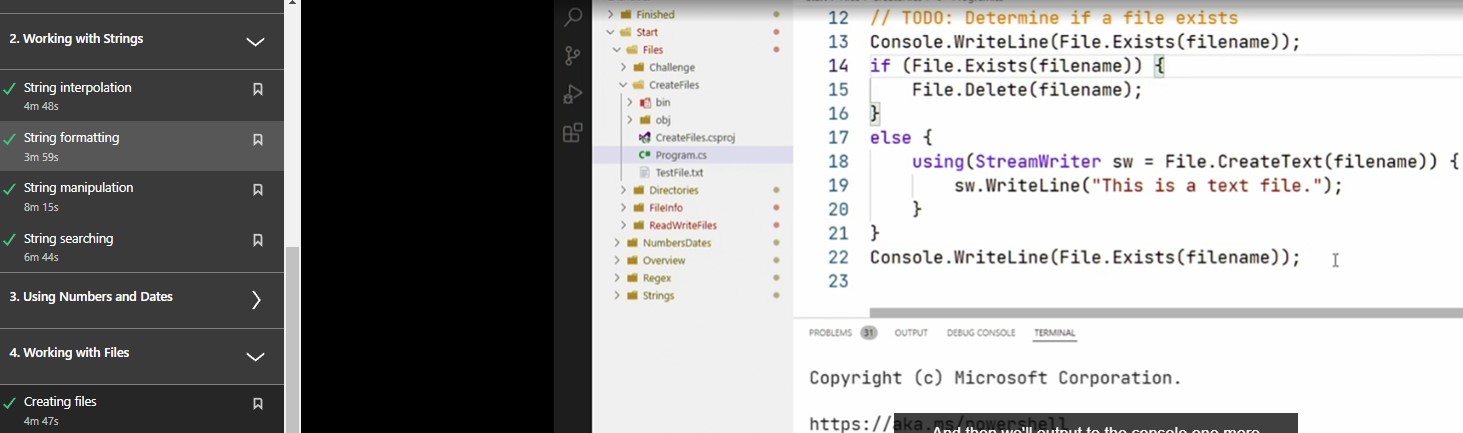 2. Working with Strings
String interpolation
4m 48s
String formatting
3m 59s
String manipulation
8m 15s
String searching
6m 44s
3. Using Numbers and Dates
4. Working with Files
Creating files
4m 47s
Finished
Start
Files
Challenge
CreateFiles
bin
obj
CreateFiles.csproj
C# Program.cs
TestFile.txt
Directories
FileInfo
ReadWriteFiles
NumbersDates
Overview
Regex
Strings
12 // TODO: Determine if a file exists
13 Console.WriteLine(File.Exists(filename));
14 if (File.Exists(filename)) {
15 File.Delete(filename);
16 }
17 else {
18 using(StreamWriter sw = File.CreateText(filename)) {
19 sw.WriteLine("This is a text file.");
20 }
21 }
22 Console.WriteLine(File.Exists(filename));
23
PROBLEMS 31 OUTPUT DEBUG CONSOLE TERMINAL
Copyright (c) Microsoft Corporation.
https://aka.ms/powershell
And then we'll output to the console one more